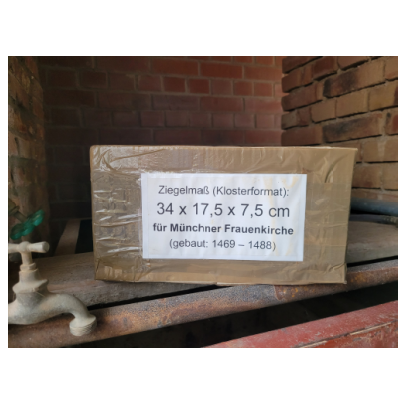 Ziegelmaß (Klosterformat):
34 x 17,5 x 7,5 cm
für Münchner Frauenkirche
(gebaut: 1469 – 1488)